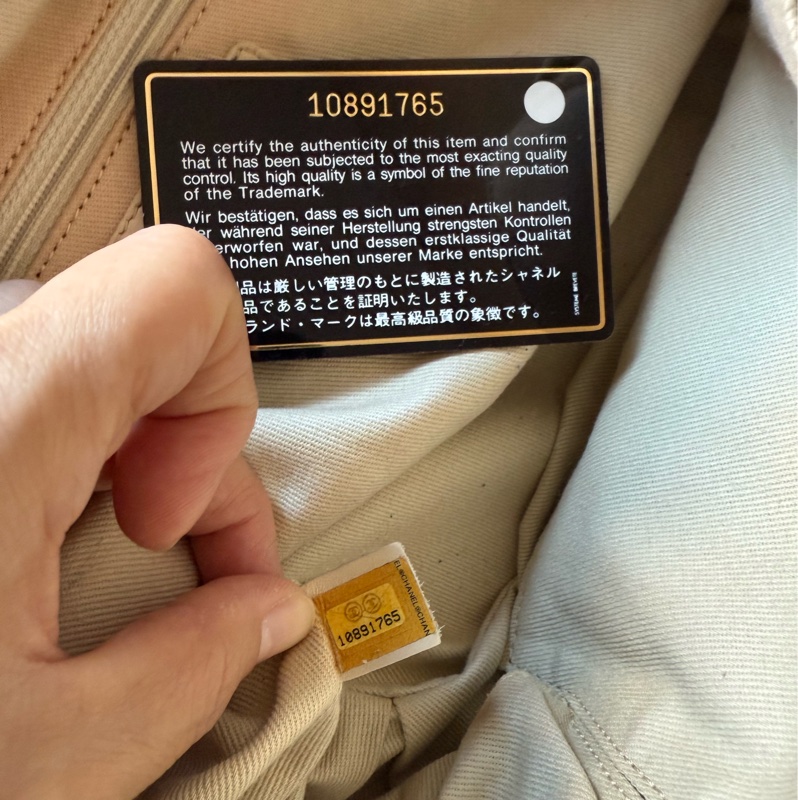 10891765
We certify the authenticity of this item and confirm
that it has been subjected to the most exacting quality
control. Its high quality is a symbol of the fine reputation
of the Trademark.
Wir bestätigen, dass es sich um einen Artikel handelt,
der während seiner Herstellung strengsten Kontrollen
erworfen war, und dessen erstklassige Qualität
hohen Ansehen unserer Marke entspricht.
品は厳しい管理のもとに製造されたシャネル
品であることを証明いたします。
ランド・マークは最高級品質の象徴です。
EL CHANEL CHAN
10891765